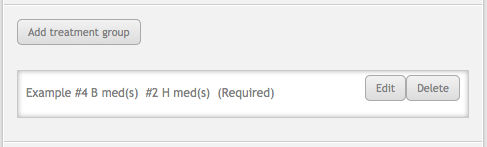 Add treatment group
Example #4 B med(s) #2 H med(s) (Required) Edit Delete